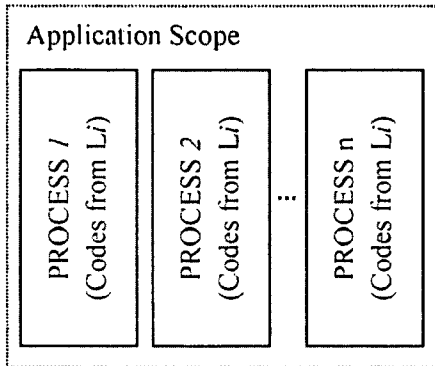 Application Scope
PROCESS 1
(Codes from Li)
PROCESS 2
(Codes from Li)
...
PROCESS n
(Codes from Li)